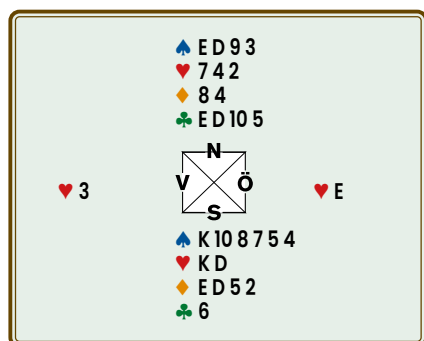 ♠ E D 9 3
♥ 7 4 2
♦ 8 4
♣ E D 10 5
N
♥ 3 V Ö ♥ E
S
♠ K 10 8 7 5 4
♥ K D
♦ E D 5 2
♣ 6